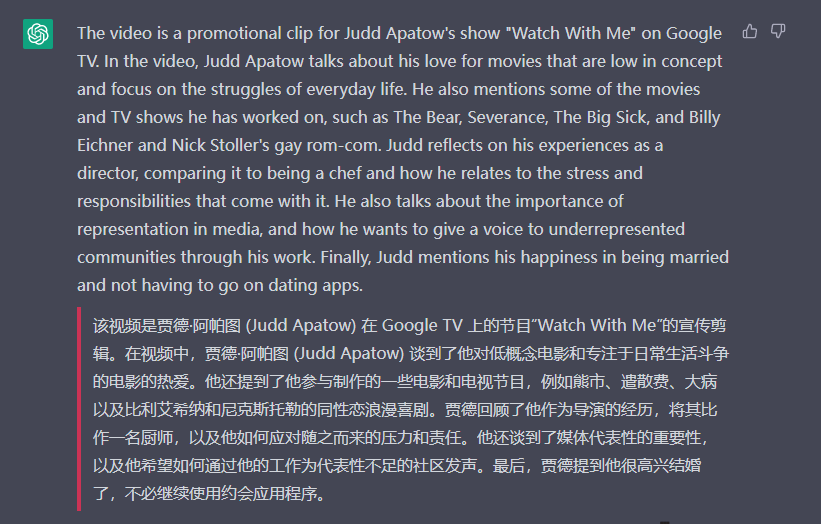 The video is a promotional clip for Judd Apatow's show "Watch With Me" on Google
TV. In the video, Judd Apatow talks about his love for movies that are low in concept
and focus on the struggles of everyday life. He also mentions some of the movies
and TV shows he has worked on, such as The Bear, Severance, The Big Sick, and Billy
Eichner and Nick Stoller's gay rom-com. Judd reflects on his experiences as a
director, comparing it to being a chef and how he relates to the stress and
responsibilities that come with it. He also talks about the importance of
representation in media, and how he wants to give a voice to underrepresented
communities through his work. Finally, Judd mentions his happiness in being married
and not having to go on dating apps.
该视频是贾德·阿帕图 (Judd Apatow) 在 Google TV 上的节目“Watch With Me”的宣传剪
辑。在视频中，贾德·阿帕图 (Judd Apatow) 谈到了他对低概念电影和专注于日常生活斗争
的电影的热爱。他还提到了他参与制作的一些电影和电视节目，例如熊市、遣散费、大病
以及比利艾希纳和尼克斯托勒的同性恋浪漫喜剧。贾德回顾了他作为导演的经历，将其比
作一名厨师，以及他如何应对随之而来的压力和责任。他还谈到了媒体代表性的重要性，
以及他希望如何通过他的工作为代表性不足的社区发声。最后，贾德提到他很高兴结婚
了，不必继续使用约会应用程序。